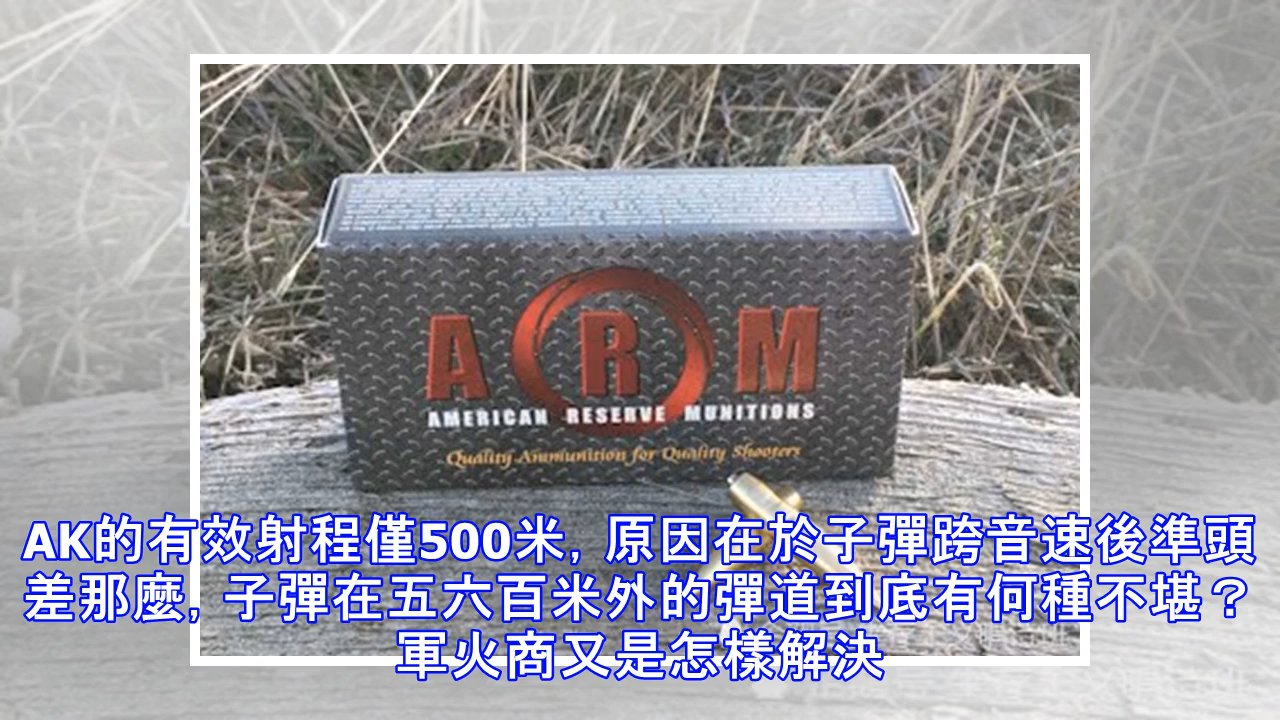 A R M
AMERICAN RESERVE MUNITIONS
Quality Ammunition for Quality Shooters
AK的有效射程僅500米, 原因在於子彈跨音速後準頭
差那麼, 子彈在五六百米外的彈道到底有何種不堪？
軍火商又是怎樣解決